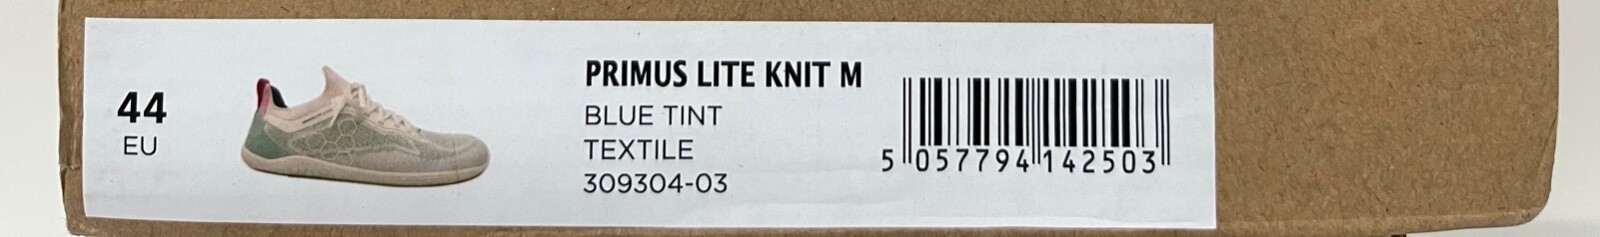 44
EU
PRIMUS LITE KNIT M
BLUE TINT
TEXTILE
309304-03
5 057794 142503